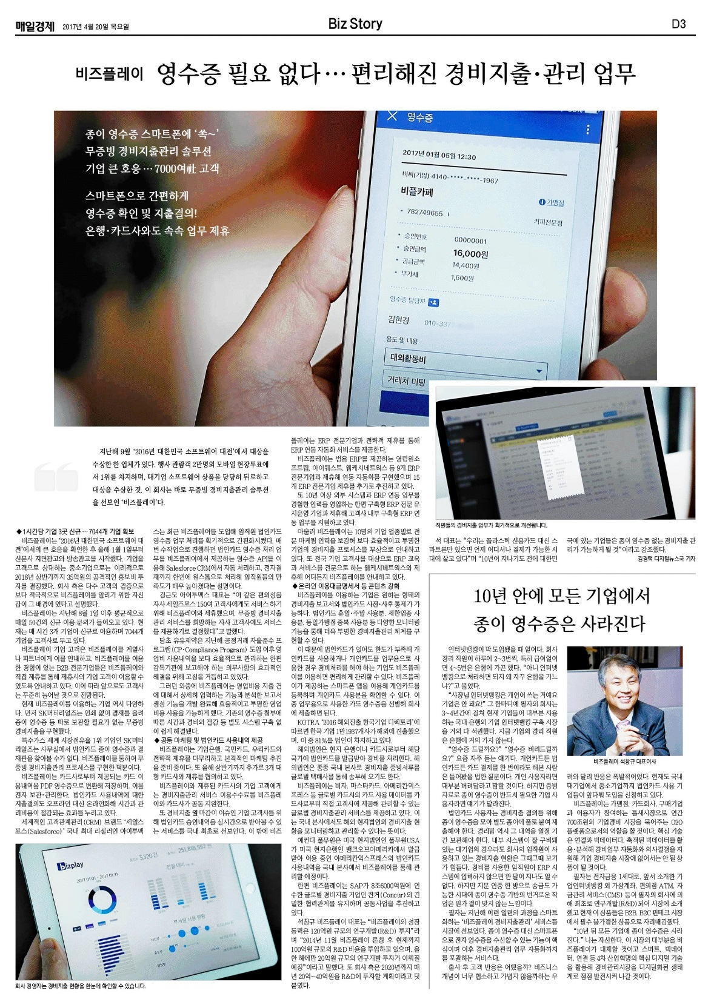 매일경제 2017년 4월 20일 목요일
Biz Story
D3
비즈플레이 영수증 필요 없다… 편리해진 경비지출·관리 업무
종이 영수증 스마트폰에 ‘쏙~’
무증빙 경비지출관리 솔루션
기업 큰 호응… 7000여社 고객
스마트폰으로 간편하게
영수증 확인 및 지출결의!
은행·카드사와도 속속 업무 제휴
영수증
2017년 01월 05일 12:30
비씨(기업) 4140-****-****-1967
비플카페
가맹점
782749655
커피전문점
승인번호 00000001
승인금액 16,000원
공급금액 14,400원
부가세 1,600원
영수증 담당자
김현경 010-337
용도 및 내용
대외활동비
거래처 미팅
직원들의 경비지출 업무가 획기적으로 개선됩니다.
지난해 9월 ‘2016년 대한민국 소프트웨어 대전’에서 대상을
수상한 한 업체가 있다. 행사 관람객 2만명의 모바일 현장투표에
서 1위를 차지하며, 대기업 소프트웨어 상품을 당당히 뒤로하고
대상을 수상한 것. 이 회사는 바로 무증빙 경비지출관리 솔루션
을 선보인 ‘비즈플레이’다.
◆1시간당 기업 3곳 신규… 7044개 기업 확보
비즈플레이는 ‘2016년 대한민국 소프트웨어 대
전’에서의 큰 호응을 확인한 후 올해 1월 1일부터
신문사 지면광고와 방송광고를 시작했다. 기업을
고객으로 상대하는 중소기업으로는 이례적으로
2018년 상반기까지 35억원의 공격적인 홍보비 투
자를 결정했다. 회사 측은 다수 고객의 검증으로
보다 적극적으로 비즈플레이를 알리기 위한 자신
감이 그 배경에 있다고 설명했다.
비즈플레이는 지난해 8월 1일 이후 평균적으로
매일 50건의 신규 이용 문의가 들어오고 있다. 현
재는 매 시간 3개 기업이 신규로 이용하며 7044개
기업을 고객사로 두고 있다.
비즈플레이 기업 고객은 비즈플레이를 계열사
나 파트너에게 이를 안내하고, 비즈플레이를 이용
한 경험이 있는 B2B 전문기업들은 비즈플레이와
직접 제휴를 통해 제휴사의 기업 고객이 이용할 수
있도록 안내하고 있다. 이에 따라 앞으로도 고객사
는 꾸준히 늘어날 것으로 전망된다.
현재 비즈플레이를 이용하는 기업 역시 다양하
다. 먼저 SK머티리얼즈는 인쇄 없이 결재를 올려
종이 영수증 등 따로 보관할 필요가 없는 무증빙
경비지출을 구현했다.
특수가스 세계 시장점유율 1위 기업인 SK머티
리얼즈는 사무실에서 법인카드 종이 영수증과 결
재판을 찾아볼 수가 없다. 비즈플레이를 통하여 무
증빙 경비지출관리 프로세스를 구현한 덕분이다.
비즈플레이는 카드사로부터 제공되는 카드 이
용내역을 PDF 영수증으로 변환해 저장하며, 이를
전자 보관·관리한다. 법인카드 사용내역에 대한
지출결의도 오프라인 대신 온라인화해 시간과 관
리비용이 절감되는 효과를 누리고 있다.
세계적인 고객관계관리(CRM) 브랜드 ‘세일스
포스(Salesforce)’ 국내 최대 리셀러인 아이투맥
스는 최근 비즈플레이를 도입해 임직원 법인카드
영수증 업무 처리를 획기적으로 간편화시켰다. 매
번 수작업으로 진행하던 법인카드 영수증 처리 업
무를 비즈플레이에서 제공하는 영수증 API를 이
용해 Salesforce CRM에서 자동 처리하고, 전자결
재까지 한번에 원스톱으로 처리해 임직원들의 만
족도가 매우 높아졌다는 설명이다.
김근모 아이투맥스 대표는 “이 같은 편의성을
자사 세일즈포스 150여 고객사에게도 서비스 하기
위해 비즈플레이와 제휴했으며, 무증빙 경비지출
관리 서비스를 희망하는 자사 고객사에도 서비스
를 제공하기로 결정했다”고 말했다.
당초 유유제약은 지난해 공정거래 자율준수 프
로그램(CP·Compliance Program) 도입 이후 영
업비 사용내역을 보다 효율적으로 관리하는 한편
감독기관에 보고해야 하는 의무사항의 효과적인
해결을 위해 고심을 거듭하고 있었다.
그러던 와중에 비즈플레이는 영업비용 지출 건
에 대해서 상세히 입력하는 기능과 분석한 보고서
생성 기능을 개발 완료해 효율적이고 투명한 영업
비용 사용을 가능하게 했다. 기존의 영수증 첨부에
따른 시간과 경비의 절감 등 별도 시스템 구축 없
이 쉽게 해결됐다.
◆공동 마케팅 및 법인카드 사용내역 제공
비즈플레이는 기업은행, 국민카드, 우리카드와
전략적 제휴를 마무리하고 본격적인 마케팅 추진
을 준비 중이다. 또 올해 상반기까지 추가로 3개 대
형 카드사와 제휴를 협의하고 있다.
비즈플레이와 제휴된 카드사의 기업 고객에게
는 경비지출관리 서비스 이용수수료를 비즈플레
이와 카드사가 공동 지원한다.
또 경비지출 월 마감이 이슈인 기업 고객사를 위
해 법인카드 승인내역을 실시간으로 받아볼 수 있
는 서비스를 국내 최초로 선보인다. 이 밖에 비즈
플레이는 ERP 전문기업과 전략적 제휴를 통해
ERP 연동 자동화 서비스를 제공한다.
비즈플레이는 범용 ERP를 제공하는 영림원소
프트랩, 아이퀘스트, 웹케시네트웍스 등 9개 ERP
전문기업과 제휴해 연동 자동화를 구현했으며 15
개 ERP 전문기업 제휴를 추가로 추진하고 있다.
또 10년 이상 외부 시스템과 ERP 연동 업무를
경험한 인력을 영입하는 한편 구축형 ERP 전문 유
지운영 기업과 제휴해 고객사 내부 구축형 ERP 연
동 업무를 지원하고 있다.
아울러 비즈플레이는 10명의 기업 업종별로 전
문 마케팅 인력을 보강해 보다 효율적이고 투명한
기업의 경비지출 프로세스를 무상으로 안내하고
있다. 또 전국 기업 고객사를 대상으로 ERP 교육
과 서비스를 전문으로 하는 웹케시네트웍스와 제
휴해 어디든지 비즈플레이를 안내하고 있다.
◆온라인 이용대금명세서 등 콘텐츠 강화
비즈플레이를 이용하는 기업은 원하는 형태의
경비지출 보고서와 법인카드 사전·사후 통제가 가
능하다. 법인카드 휴일·주말 사용분, 제한업종 사
용분, 동일가맹점 중복 사용분 등 다양한 모니터링
기능을 통해 더욱 투명한 경비지출관리 체계를 구
현할 수 있다.
이 때문에 법인카드가 있어도 한도가 부족해 개
인카드를 사용하거나 개인카드를 업무용으로 사
용한 경우 경비처리를 해야 하는 기업도 비즈플레
이를 이용하면 편리하게 관리할 수 있다. 비즈플레
이가 제공하는 스마트폰 앱을 이용해 개인카드를
등록하며 개인카드 사용분을 확인할 수 있다. 이
중 업무용으로 사용한 카드 영수증을 선별해 회사
에 제출하면 된다.
KOTRA ‘2016 해외진출 한국기업 디렉토리’에
따르면 한국 기업 1만1937개사가 해외에 진출했으
며, 이 중 81%를 법인이 차지하고 있다.
해외법인은 현지 은행이나 카드사로부터 해당
국가에 법인카드를 발급받아 경비를 처리한다. 해
외법인은 종종 국내 본사로 경비지출 증빙서류를
글로벌 택배사를 통해 송부해 오기도 한다.
비즈플레이는 비자, 마스타카드, 아메리칸익스
프레스 등 글로벌 카드사의 카드 사용 데이터를 카
드사로부터 직접 고객사에 제공해 관리할 수 있는
글로벌 경비지출관리 서비스를 제공하고 있다. 이
는 국내 본사에서도 해외 현지법인의 경비지출 현
황을 모니터링하고 관리할 수 있다는 뜻이다.
예컨대 풀무원은 미국 현지법인인 풀무원USA
가 미국 현지은행인 뱅크오브아메리카에서 발급
받아 이용 중인 아메리칸익스프레스의 법인카드
사용내역을 국내 본사에서 비즈플레이를 통해 관
리할 예정이다.
한편 비즈플레이는 SAP가 8조6000억원에 인
수한 글로벌 경비지출 기업인 컨커(Concur)와 긴
밀한 협력관계를 유지하며 공동사업을 추진하고
있다.
석창규 비즈플레이 대표는 “비즈플레이의 성장
동력은 120억원 규모의 연구개발(R&D) 투자”라
며 “2014년 11월 비즈플레이 론칭 후 현재까지
100억원 규모의 R&D 비용을 투입하고 있으며, 올
한 해에만 20억원 규모의 연구개발 투자가 이뤄질
예정”이라고 말했다. 또 회사 측은 2020년까지 매
년 20억~40억원을 R&D에 투자할 계획이라고 덧
붙였다.
석 대표는 “우리는 플라스틱 신용카드 대신 스
마트폰만 있으면 언제 어디서나 결제가 가능한 시
대에 살고 있다”며 “10년이 지나기도 전에 대한민
국에 있는 기업들은 종이 영수증 없는 경비지출 관
리가 가능하게 될 것”이라고 강조했다.
김경택 디지털뉴스국 기자
bizplay
2017.01.01 - 2017.01.31
5,320건
251,818,592
전월 대비
부서별 사용 현황
회사 경영자는 경비지출 현황을 한눈에 확인할 수 있습니다.
10년 안에 모든 기업에서
종이 영수증은 사라진다
인터넷뱅킹이 막 도입됐을 때 일이다. 회사
경리 직원이 하루에 2~3번씩, 특히 급여일이
면 4~5번은 은행에 가곤 했다. “아니 인터넷
뱅킹으로 처리하면 되지 왜 자꾸 은행을 가느
냐?”고 물었다.
“사장님 인터넷뱅킹은 개인이 쓰는 거예요
기업은 안 돼요!” 그 한마디에 필자의 회사는
3~4년간에 걸쳐 현재 기업들이 대부분 사용
하는 국내 은행의 기업 인터넷뱅킹 구축 시장
을 거의 다 석권했다. 지금 기업의 경리 직원
은 은행에 거의 가지 않는다.
“영수증 드릴까요?” “영수증 버려드릴까
요?” 요즘 자주 듣는 얘기다. 개인카드든 법
인카드든 카드 결제를 한 번이라도 해본 사람
은 들어봤을 법한 질문이다. 개인 사용자라면
대부분 버려달라고 말할 것이다. 하지만 증빙
자료로 종이 영수증이 반드시 필요한 기업 사
용자라면 얘기가 달라진다.
법인카드 사용자는 경비지출 결의를 위해
종이 영수증을 모아 별도 종이에 풀로 붙여 제
출해야 한다. 경리팀 역시 그 내역을 일정 기
간 보관해야 한다. 내부 시스템이 잘 구비돼
있는 대기업의 경우라도 회사의 임직원이 사
용하고 있는 경비지출 현황은 그때그때 보기
가 힘들다. 경비를 사용한 임직원이 ERP 시
스템에 입력하지 않으면 한 달이 지나도 알 수
없다. 하지만 지문 인증 한 방으로 송금도 가
능한 시대에 종이 영수증 기반의 번거로운 작
업은 뭔가 결이 맞지 않는 느낌이다.
필자는 지난해 이런 일련의 과정을 스마트
화하는 ‘비즈플레이 경비지출관리’ 서비스를
시장에 선보였다. 종이 영수증 대신 스마트폰
으로 전자 영수증을 수신할 수 있는 기능이 핵
심이며 이후 경비지출관리 업무 자동화까지
를 포괄하는 서비스다.
출시 후 고객 반응은 어땠을까? 비즈니스
개념이 너무 협소하고 가볍지 않을까하는 우
비즈플레이 석창규 대표이사
려와 달리 반응은 폭발적이었다. 현재도 국내
대기업에서 중소기업까지 법인카드 사용 기
업들이 앞다퉈 도입을 신청하고 있다.
비즈플레이는 가맹점, 카드회사, 구매기업
과 이용자가 참여하는 틈새시장으로 연간
700조원의 기업경비 시장을 묶어주는 O2O
플랫폼으로서의 역할을 할 것이다. 핵심 기술
은 연결과 빅데이터다. 축적된 빅데이터를 활
용·분석해 경비업무 자동화와 의사결정을 지
원해 기업 경비지출 시장에 없어서는 안 될 상
품이 될 것이다.
필자는 전자금융 1세대로, 앞서 소개한 기
업인터넷뱅킹 외 가상계좌, 편의점 ATM, 자
금관리 서비스(CMS) 등이 필자의 회사에 의
해 최초로 연구개발(R&D) 되어 시장에 소개
했고 현재 이 상품들은 B2B, B2C 핀테크 시장
에서 필수 불가결한 상품으로 자리매김했다.
“10년 뒤 모든 기업에 종이 영수증은 사라
진다.” 나는 자신한다. 이 시장의 대부분을 비
즈플레이가 대체할 것이고 스마트, 빅데이
터, 연결 등 4차 산업혁명의 핵심 디지털 기술
을 활용해 경비관리시장을 디지털화된 생태
계로 점점 발전시켜 나갈 것이다.